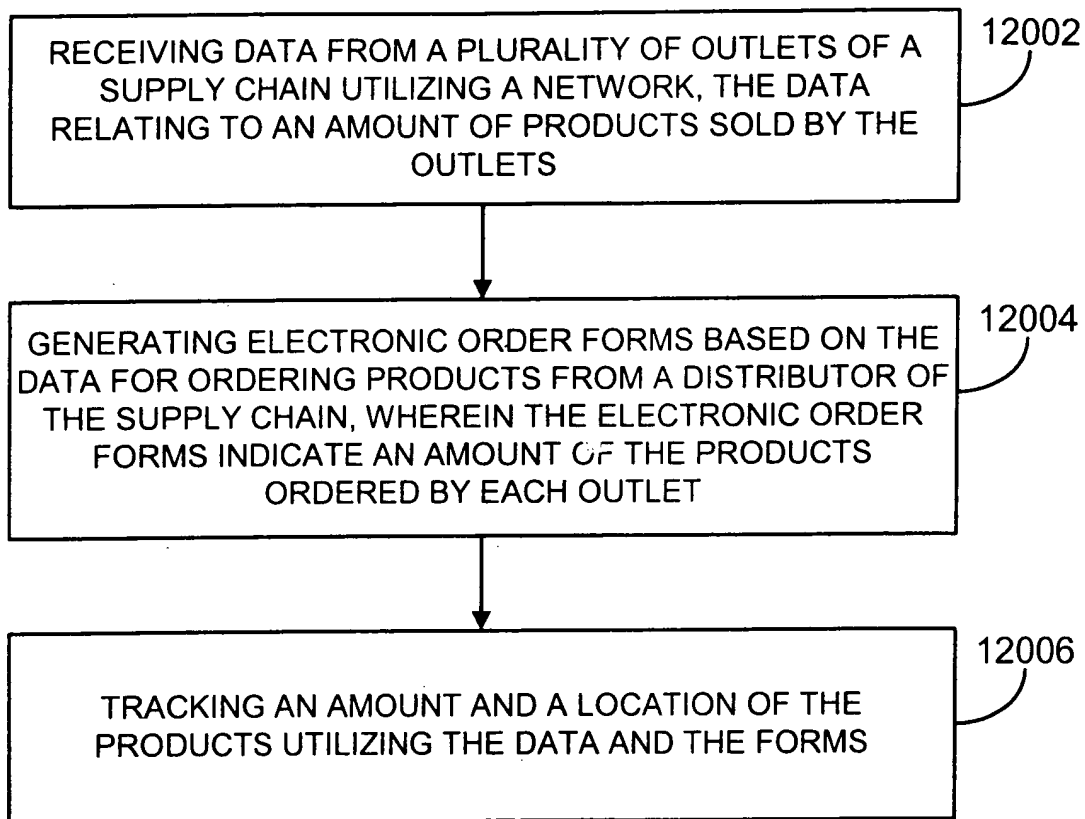 RECEIVING DATA FROM A PLURALITY OF OUTLETS OF A
SUPPLY CHAIN UTILIZING A NETWORK, THE DATA
RELATING TO AN AMOUNT OF PRODUCTS SOLD BY THE
OUTLETS
12002
GENERATING ELECTRONIC ORDER FORMS BASED ON THE
DATA FOR ORDERING PRODUCTS FROM A DISTRIBUTOR OF
THE SUPPLY CHAIN, WHEREIN THE ELECTRONIC ORDER
FORMS INDICATE AN AMOUNT OF THE PRODUCTS
ORDERED BY EACH OUTLET
12004
TRACKING AN AMOUNT AND A LOCATION OF THE
PRODUCTS UTILIZING THE DATA AND THE FORMS
12006